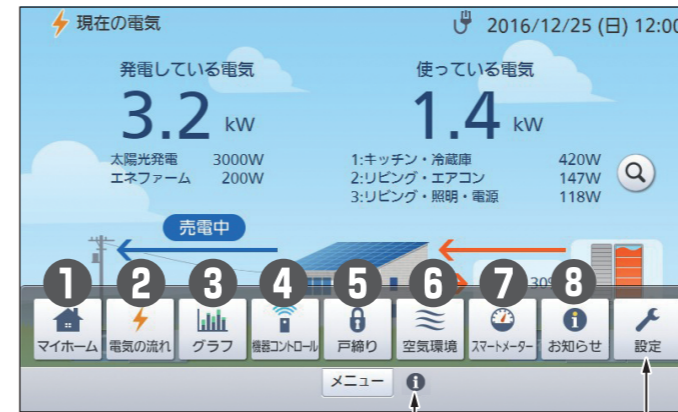 現在の電気
2016/12/25 (日) 12:00
発電している電気
使っている電気
3.2 kW
1.4 kW
太陽光発電 3000W
エネファーム 200W
1:キッチン・冷蔵庫 420W
2:リビング・エアコン 147W
3:リビング・照明・電源 118W
売電中
30%
1 2 3 4 5 6 7 8
マイホーム 電気の流れ グラフ 機器コントロール 戸締り 空気環境 スマートメーター お知らせ 設定
メニュー